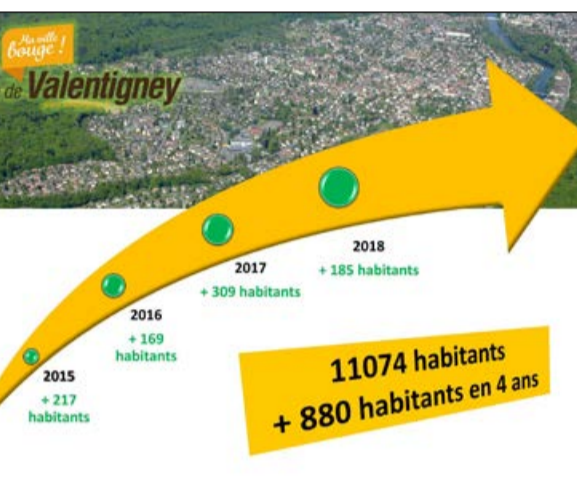 Ma ville
bouge !
de Valentigney
2015
+ 217
habitants
2016
+ 169
habitants
2017
+ 309 habitants
2018
+ 185 habitants
11074 habitants
+ 880 habitants en 4 ans